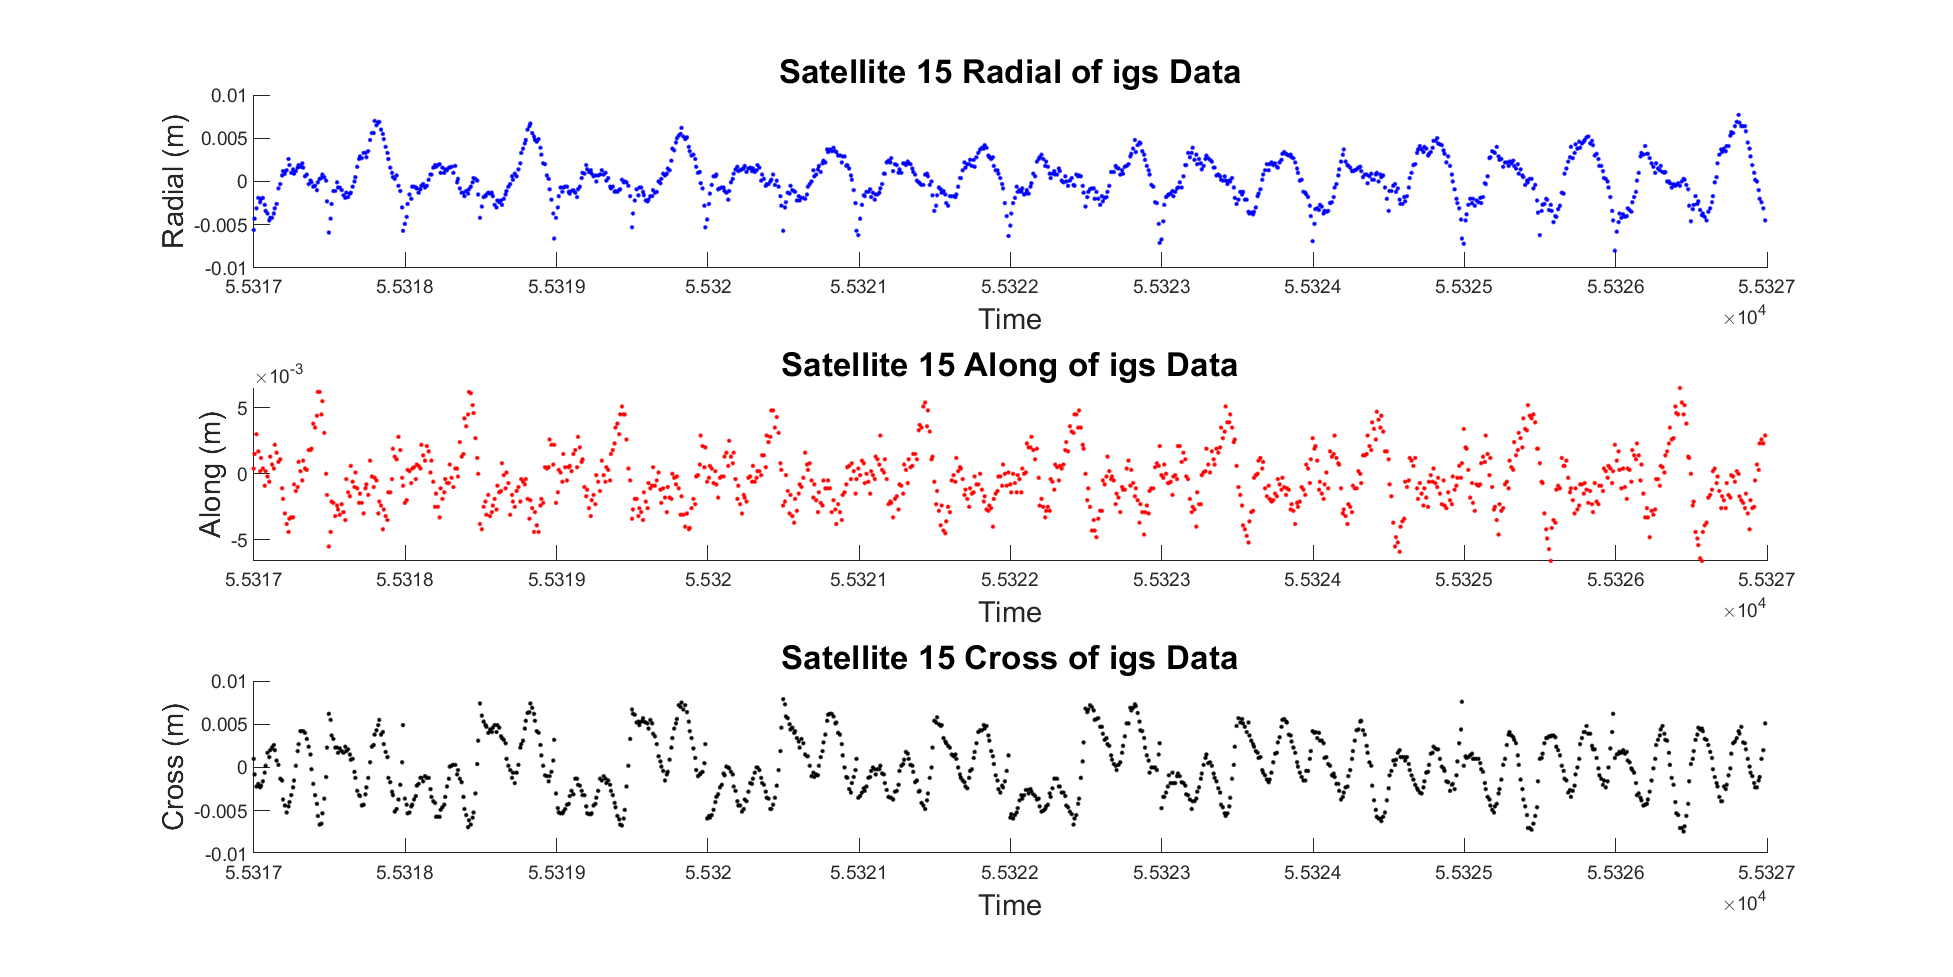 Satellite 15 Radial of igs Data
0.01
0.005
0
-0.005
-0.01
Radial (m)
5.5317 5.5318 5.5319 5.532 5.5321 5.5322 5.5323 5.5324 5.5325 5.5326 5.5327
×10^4
Time
Satellite 15 Along of igs Data
×10^-3
5
0
-5
Along (m)
5.5317 5.5318 5.5319 5.532 5.5321 5.5322 5.5323 5.5324 5.5325 5.5326 5.5327
×10^4
Time
Satellite 15 Cross of igs Data
0.01
0.005
0
-0.005
-0.01
Cross (m)
5.5317 5.5318 5.5319 5.532 5.5321 5.5322 5.5323 5.5324 5.5325 5.5326 5.5327
×10^4
Time